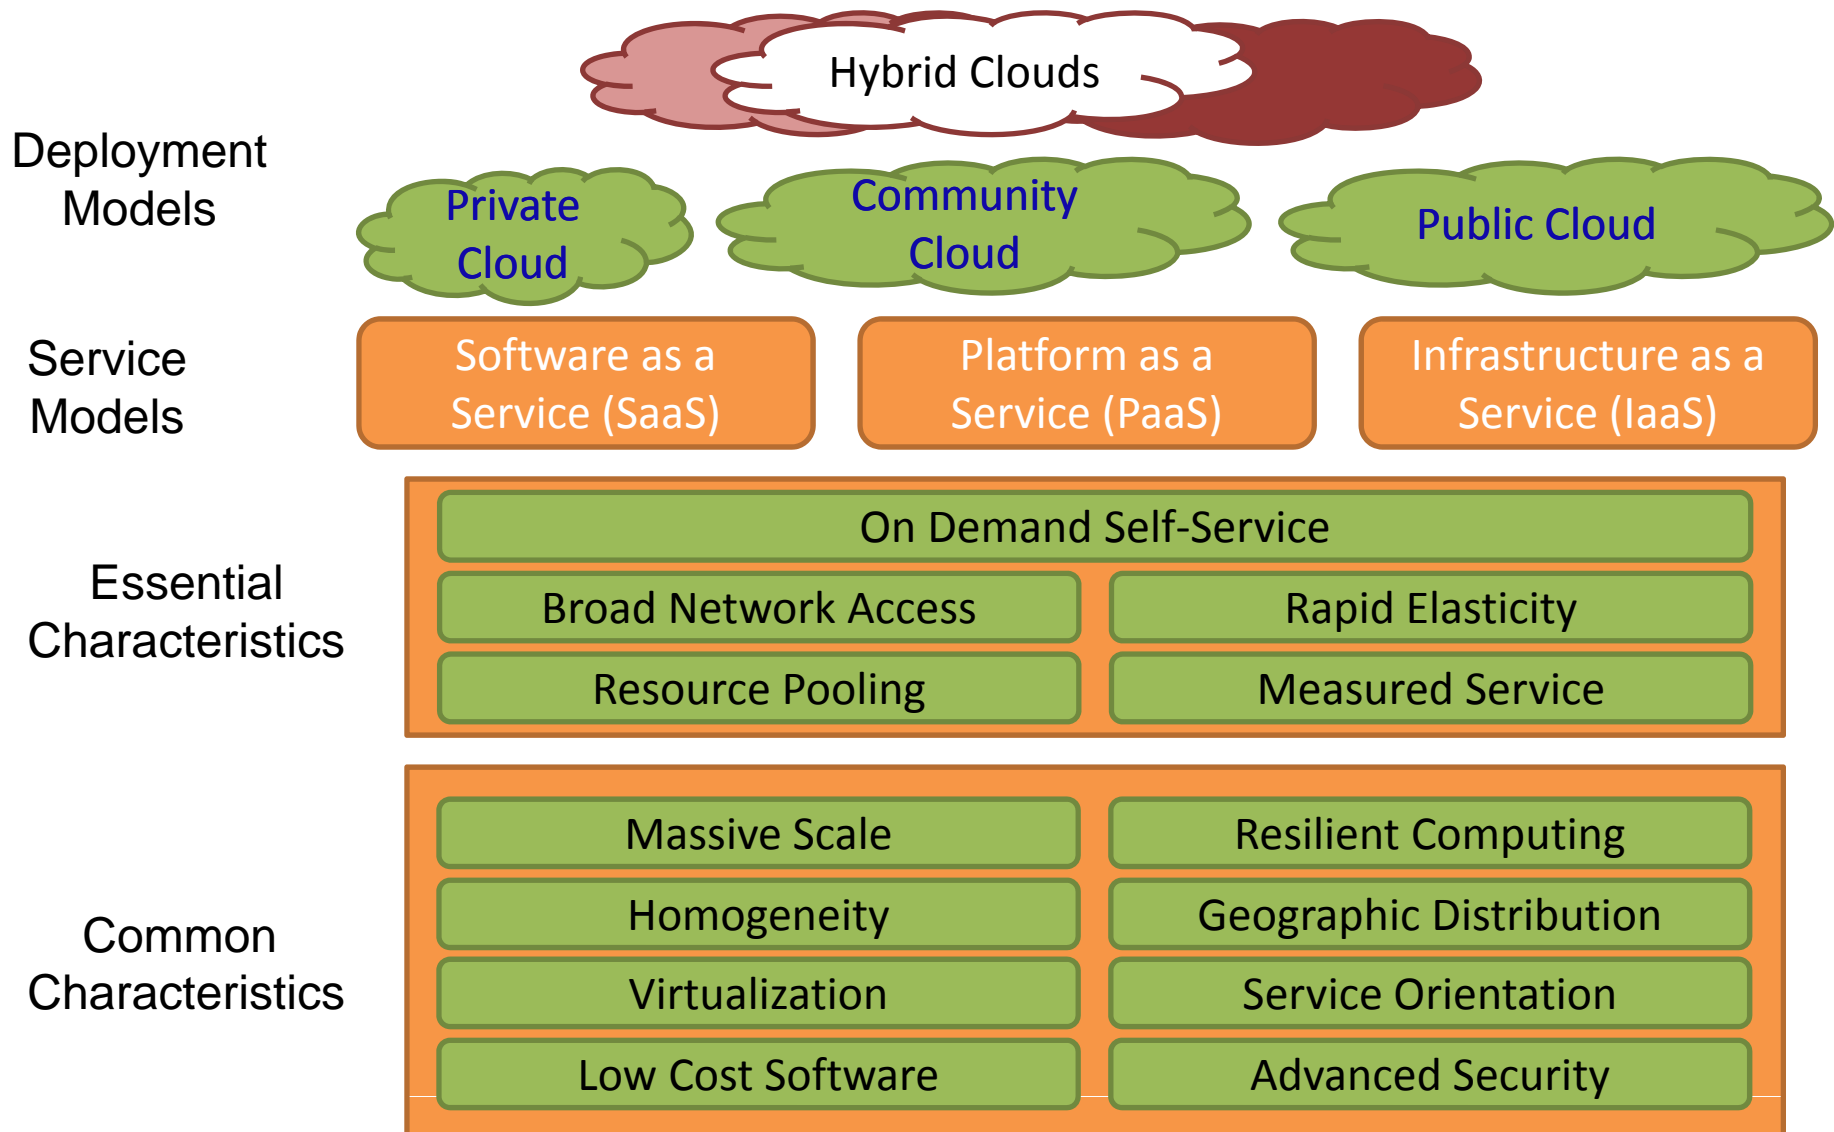 Hybrid Clouds
Deployment
Models
Private
Cloud
Community
Cloud
Public Cloud
Service
Models
Software as a
Service (SaaS)
Platform as a
Service (PaaS)
Infrastructure as a
Service (IaaS)
Essential
Characteristics
On Demand Self-Service
Broad Network Access
Rapid Elasticity
Resource Pooling
Measured Service
Common
Characteristics
Massive Scale
Resilient Computing
Homogeneity
Geographic Distribution
Virtualization
Service Orientation
Low Cost Software
Advanced Security